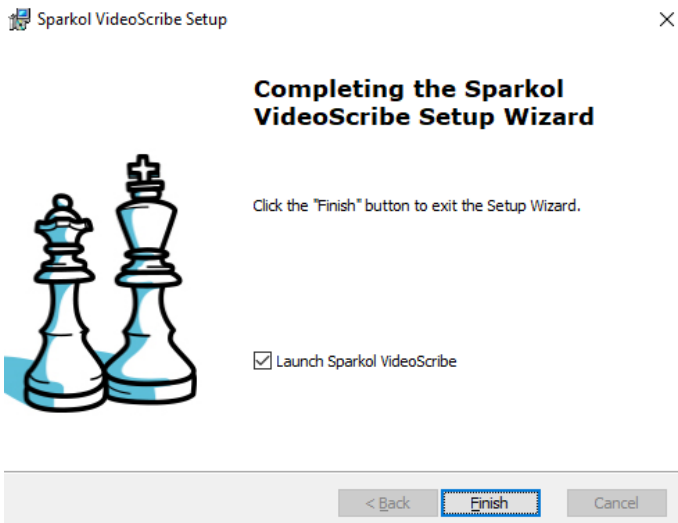 Sparkol VideoScribe Setup
Completing the Sparkol
VideoScribe Setup Wizard
Click the "Finish" button to exit the Setup Wizard.
Launch Sparkol VideoScribe
< Back Finish Cancel